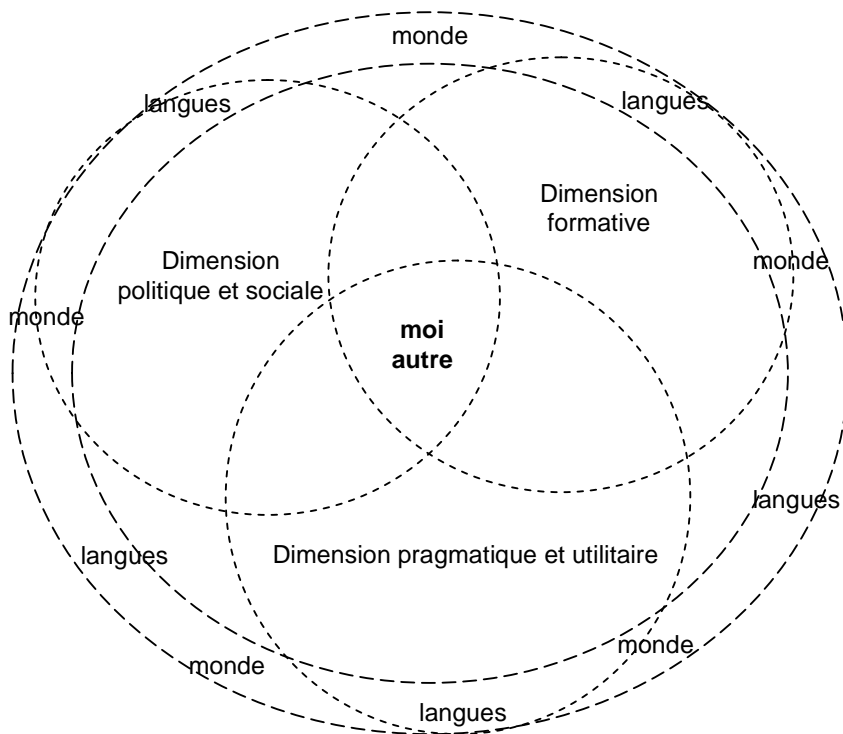 monde
langues
langues
Dimension
formative
Dimension
politique et sociale
monde
monde
moi
autre
langues
langues
Dimension pragmatique et utilitaire
monde
monde
langues